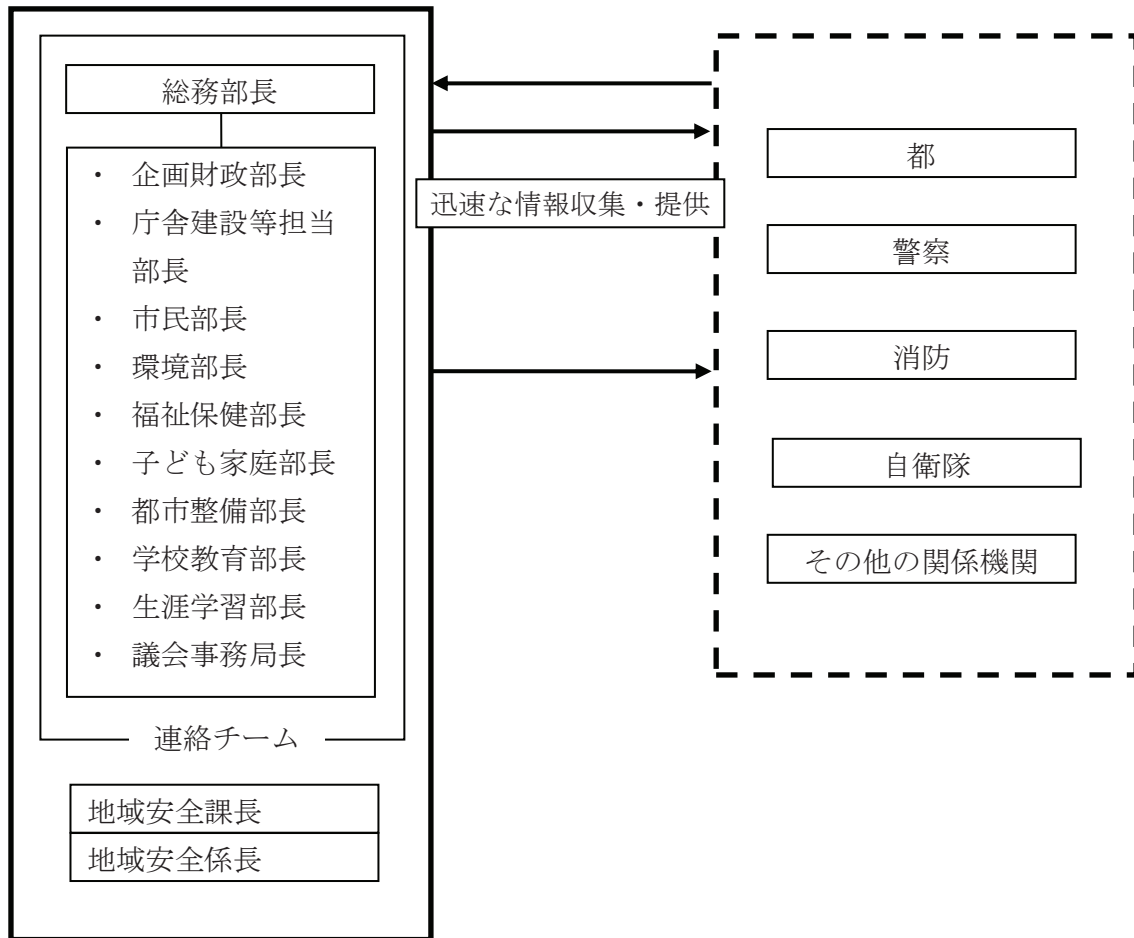 総務部長
・ 企画財政部長
・ 庁舎建設等担当
部長
・ 市民部長
・ 環境部長
・ 福祉保健部長
・ 子ども家庭部長
・ 都市整備部長
・ 学校教育部長
・ 生涯学習部長
・ 議会事務局長
連絡チーム
地域安全課長
地域安全係長
迅速な情報収集・提供
都
警察
消防
自衛隊
その他の関係機関